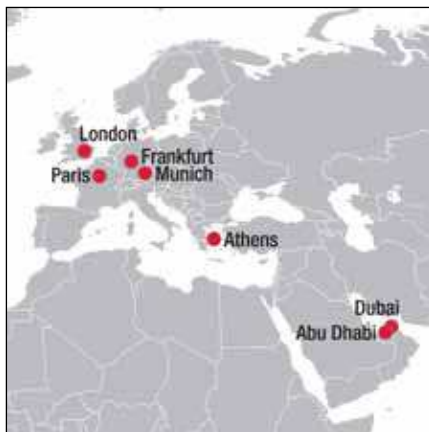 London
Frankfurt
Paris
Munich
Athens
Dubai
Abu Dhabi